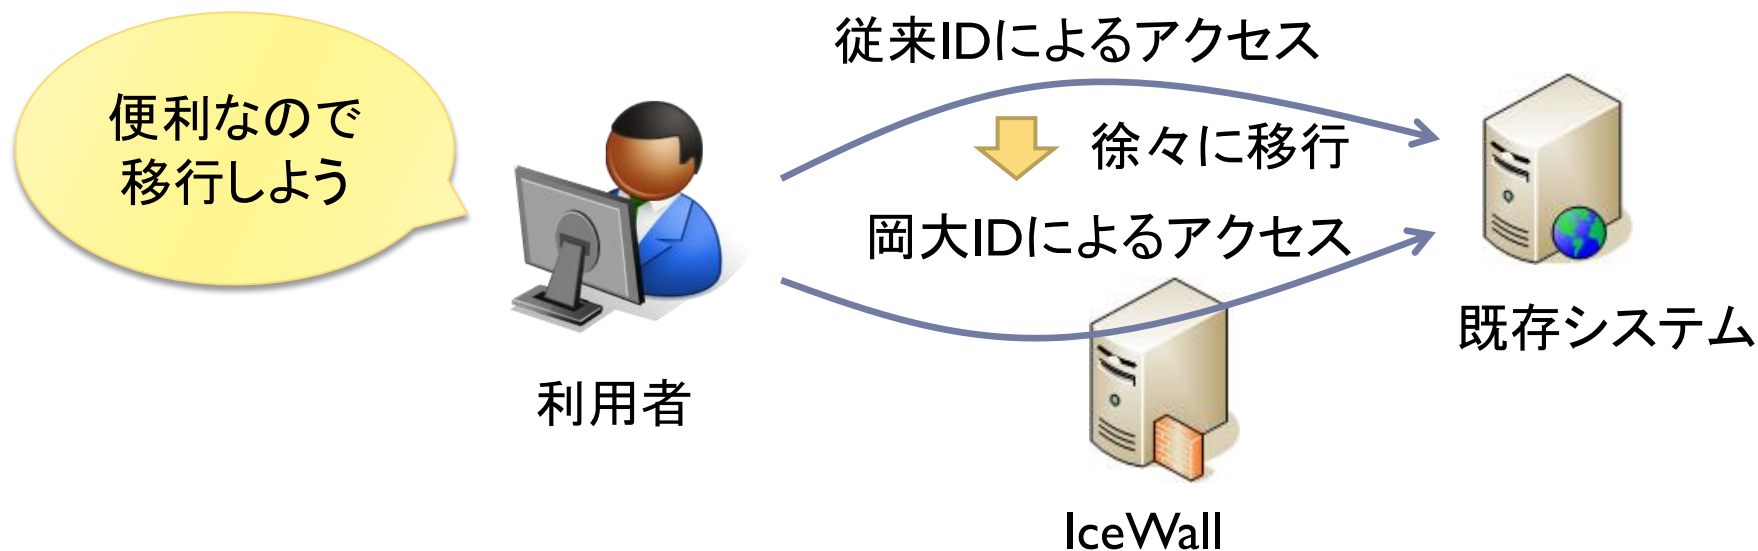 従来IDによるアクセス
便利なので
移行しよう
徐々に移行
岡大IDによるアクセス
既存システム
利用者
IceWall